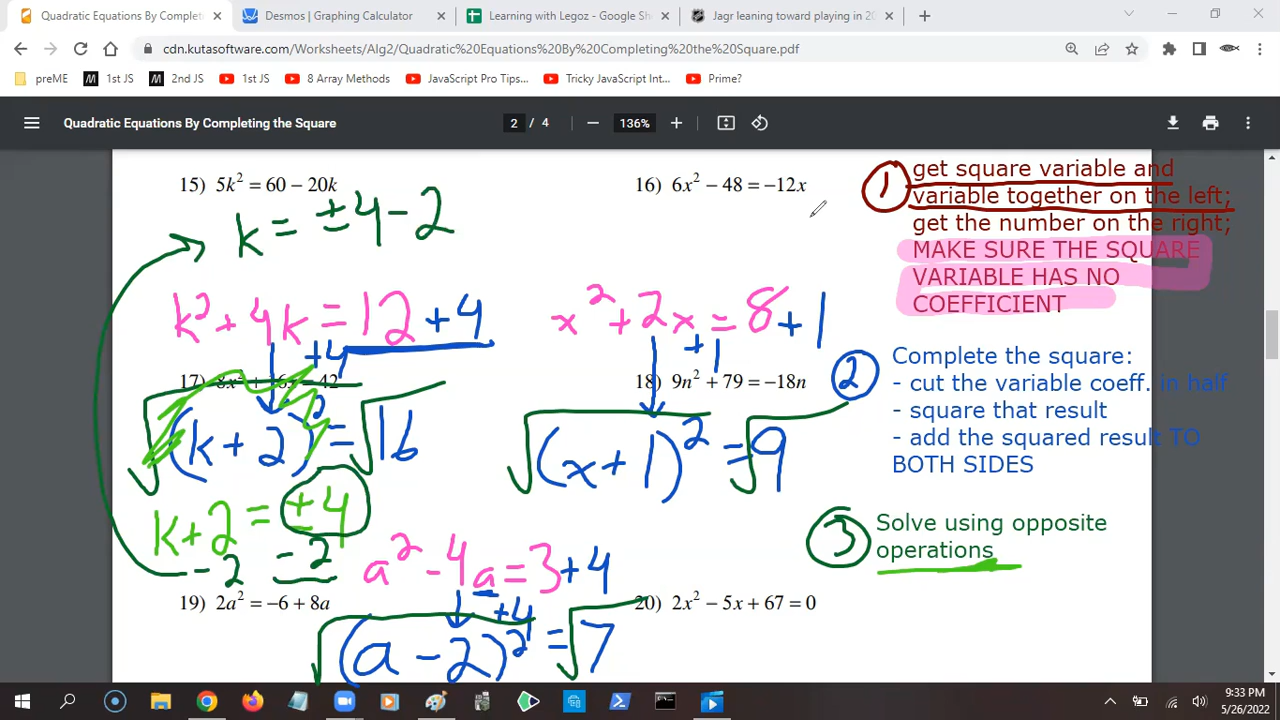 Quadratic Equations By Complet
Desmos | Graphing Calculator
Learning with Legoz - Google Sh
Jagr leaning toward playing in 20
cdn.kutasoftware.com/Worksheets/Alg2/Quadratic%20Equations%20By%20Completing%20the%20Square.pdf
preME
1st JS
2nd JS
1st JS
8 Array Methods
JavaScript Pro Tips...
Tricky JavaScript Int...
Prime?
Quadratic Equations By Completing the Square
2 / 4
136%
15) 5k² = 60 − 20k
k = ±4 − 2
k² + 4k = 12 + 4
+4
17) 8x² + 16x = 42
(k + 2)² = √16
k + 2 = ±4
−2 −2
16) 6x² − 48 = −12x
x² + 2x = 8 + 1
+1
18) 9n² + 79 = −18n
√(x + 1)² = √9
a² − 4a = 3 + 4
+4
19) 2a² = −6 + 8a
20) 2x² − 5x + 67 = 0
√(a − 2)² = √7
1
get square variable and
variable together on the left;
get the number on the right;
MAKE SURE THE SQUARE
VARIABLE HAS NO
COEFFICIENT
2
Complete the square:
- cut the variable coeff. in half
- square that result
- add the squared result TO
BOTH SIDES
3
Solve using opposite
operations
9:33 PM
5/26/2022